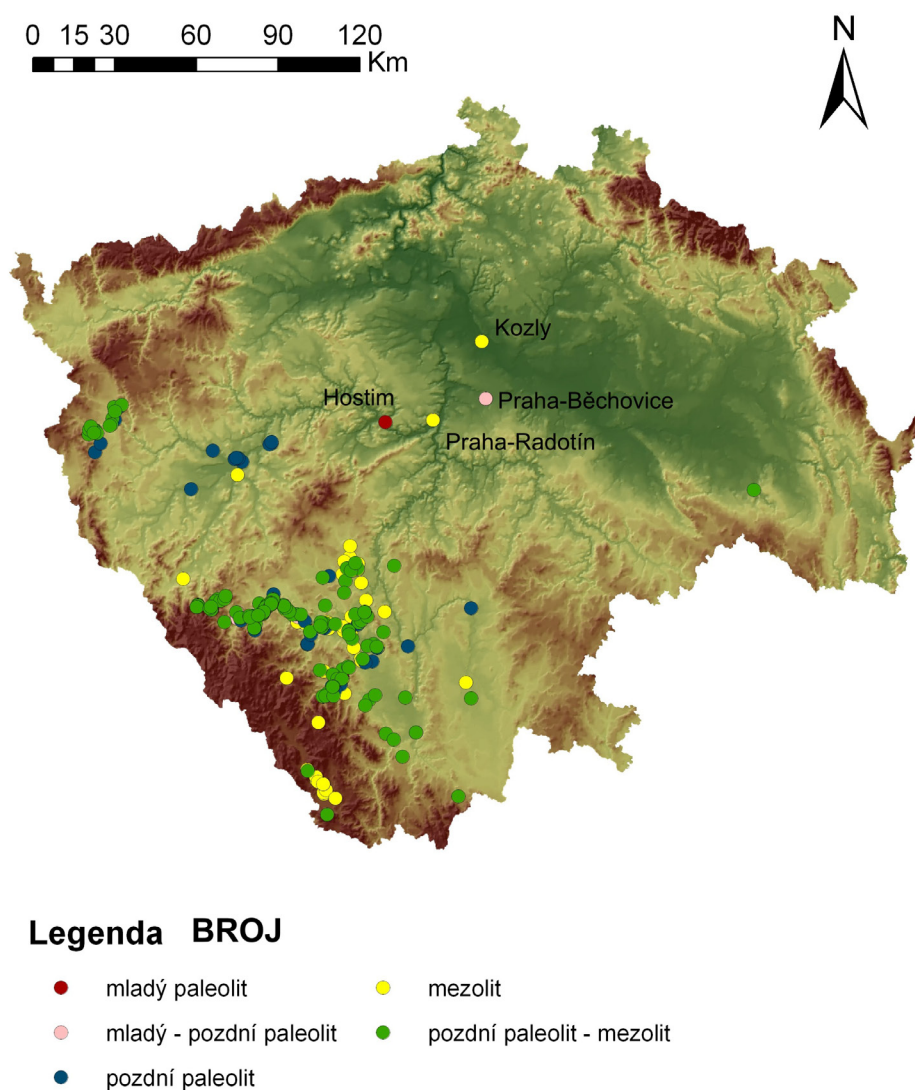 0 15 30 60 90 120
Km
N
Kozly
Hostim
Praha-Běchovice
Praha-Radotín
Legenda BROJ
mladý paleolit
mezolit
mladý - pozdní paleolit
pozdní paleolit - mezolit
pozdní paleolit